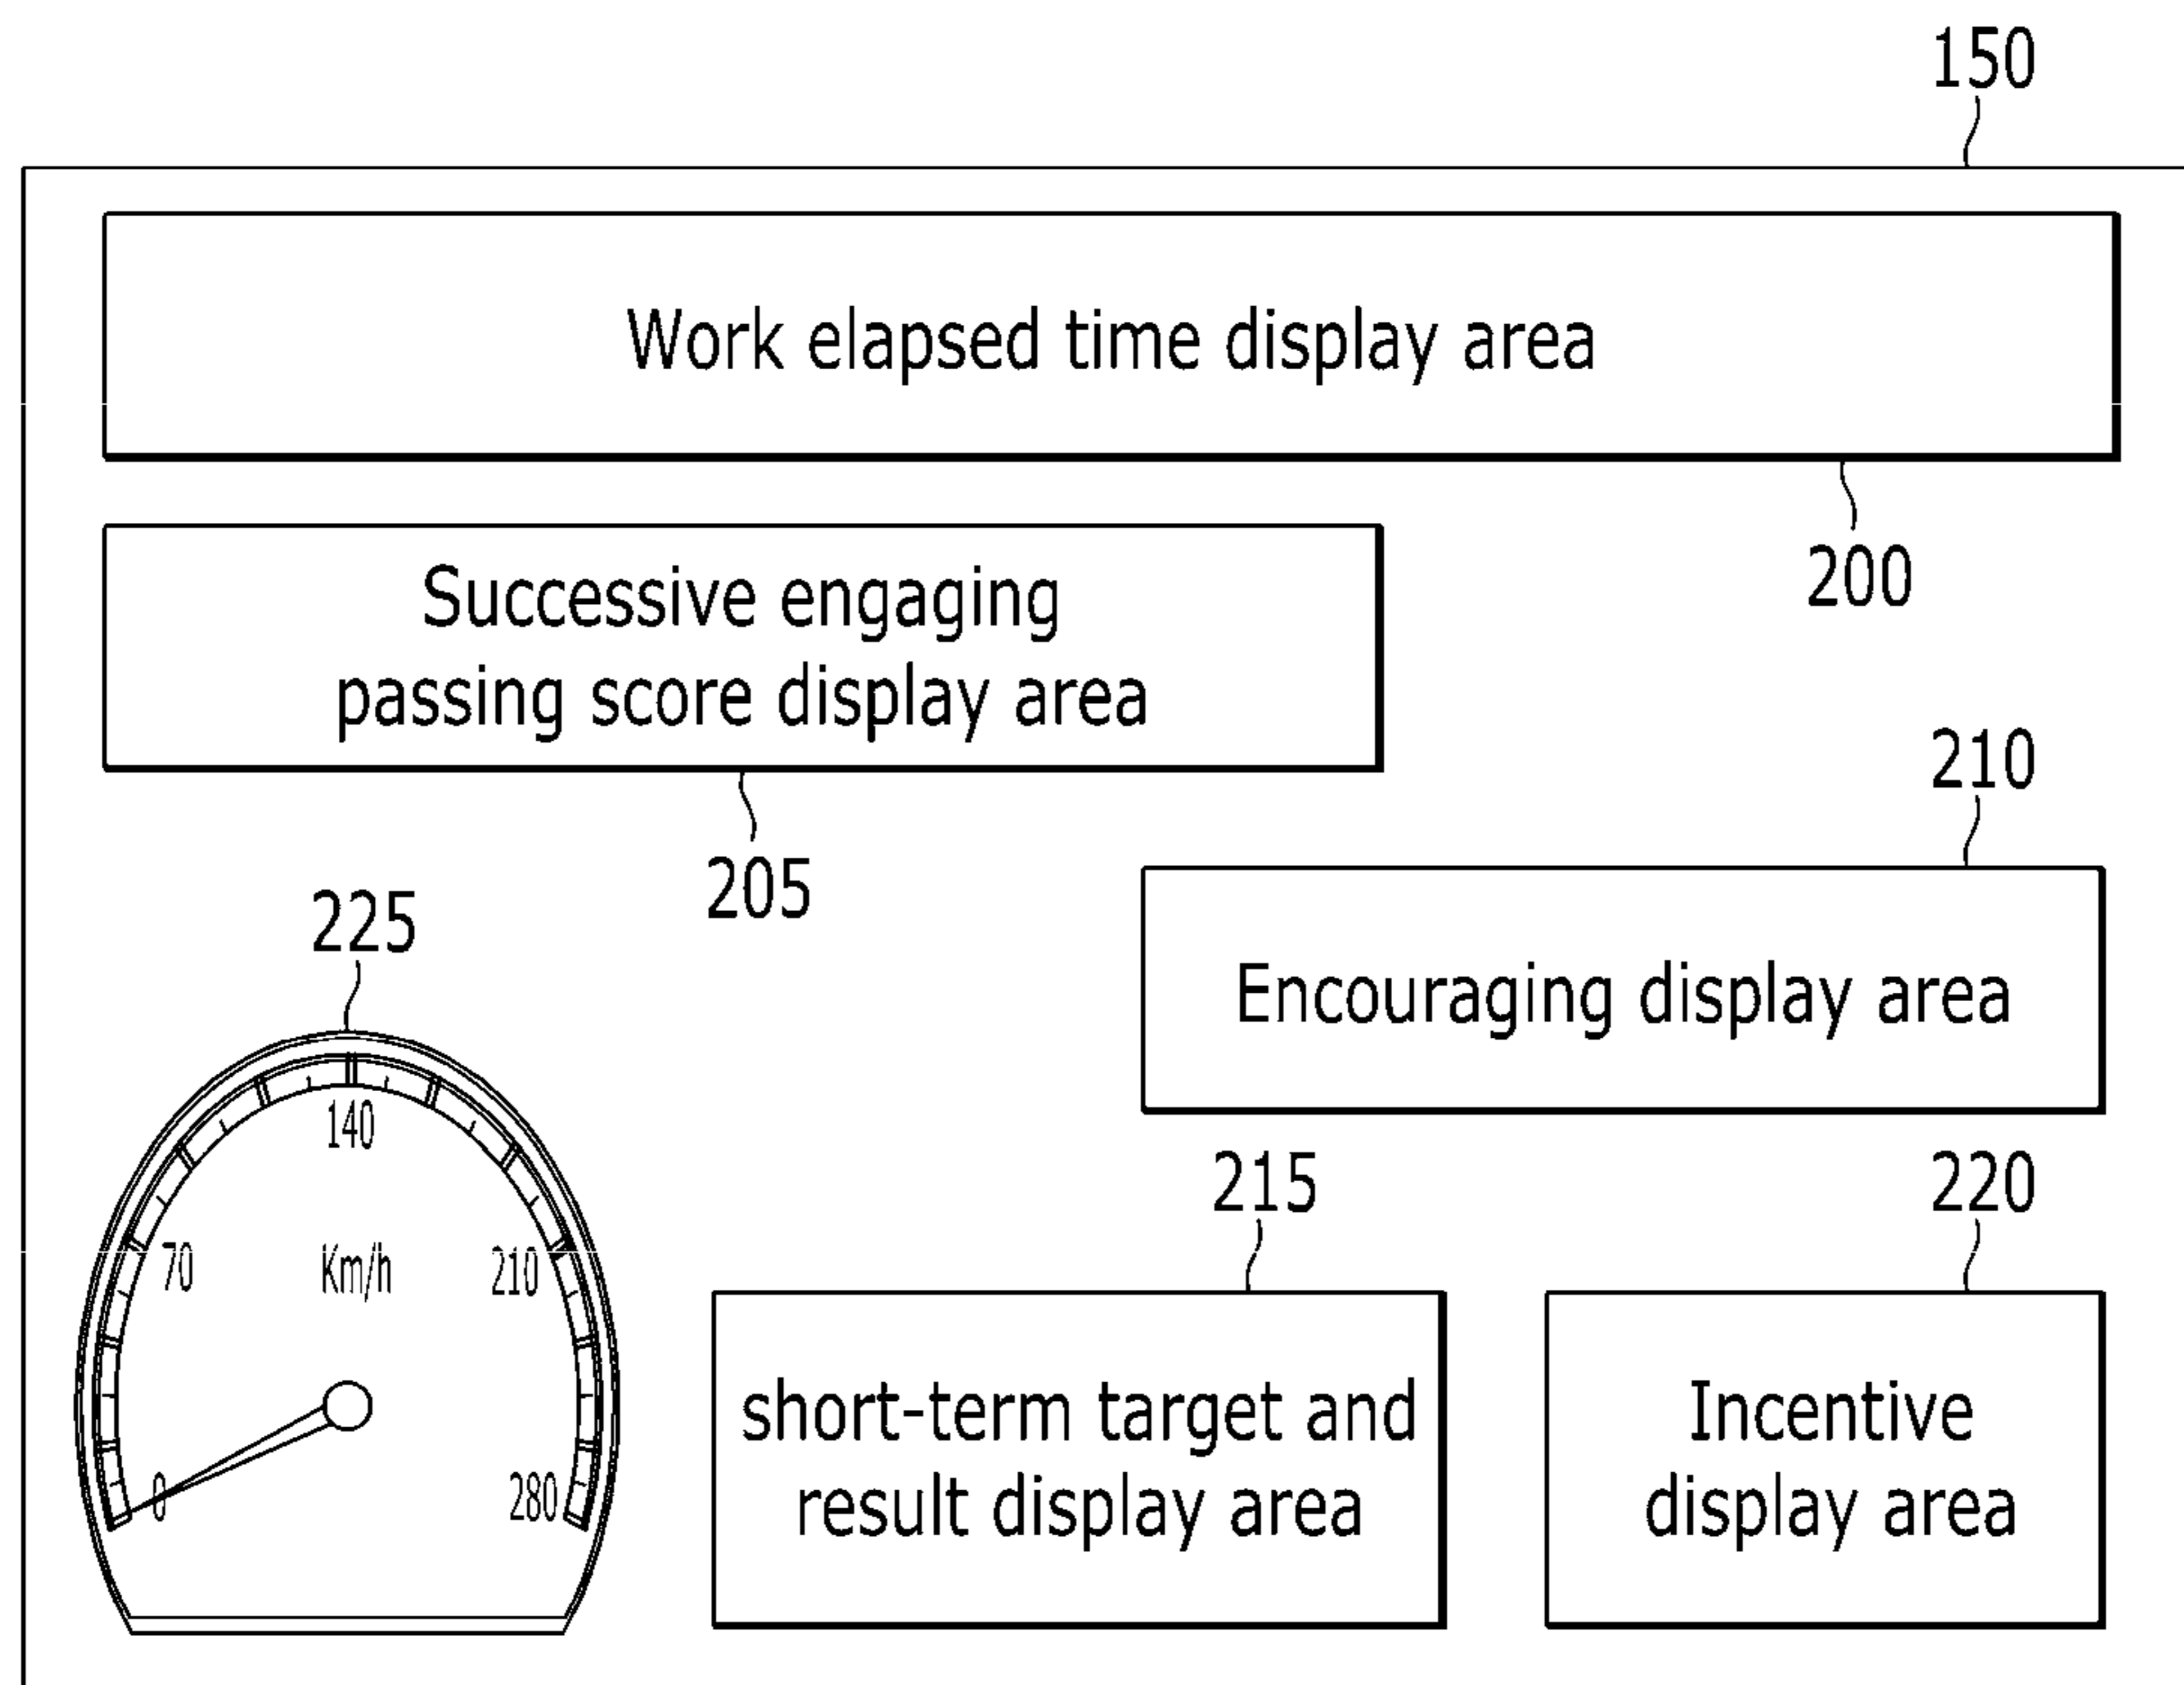 150
Work elapsed time display area
200
Successive engaging
passing score display area
205
210
Encouraging display area
225
140
70
Km/h
210
0
280
215
short-term target and
result display area
220
Incentive
display area